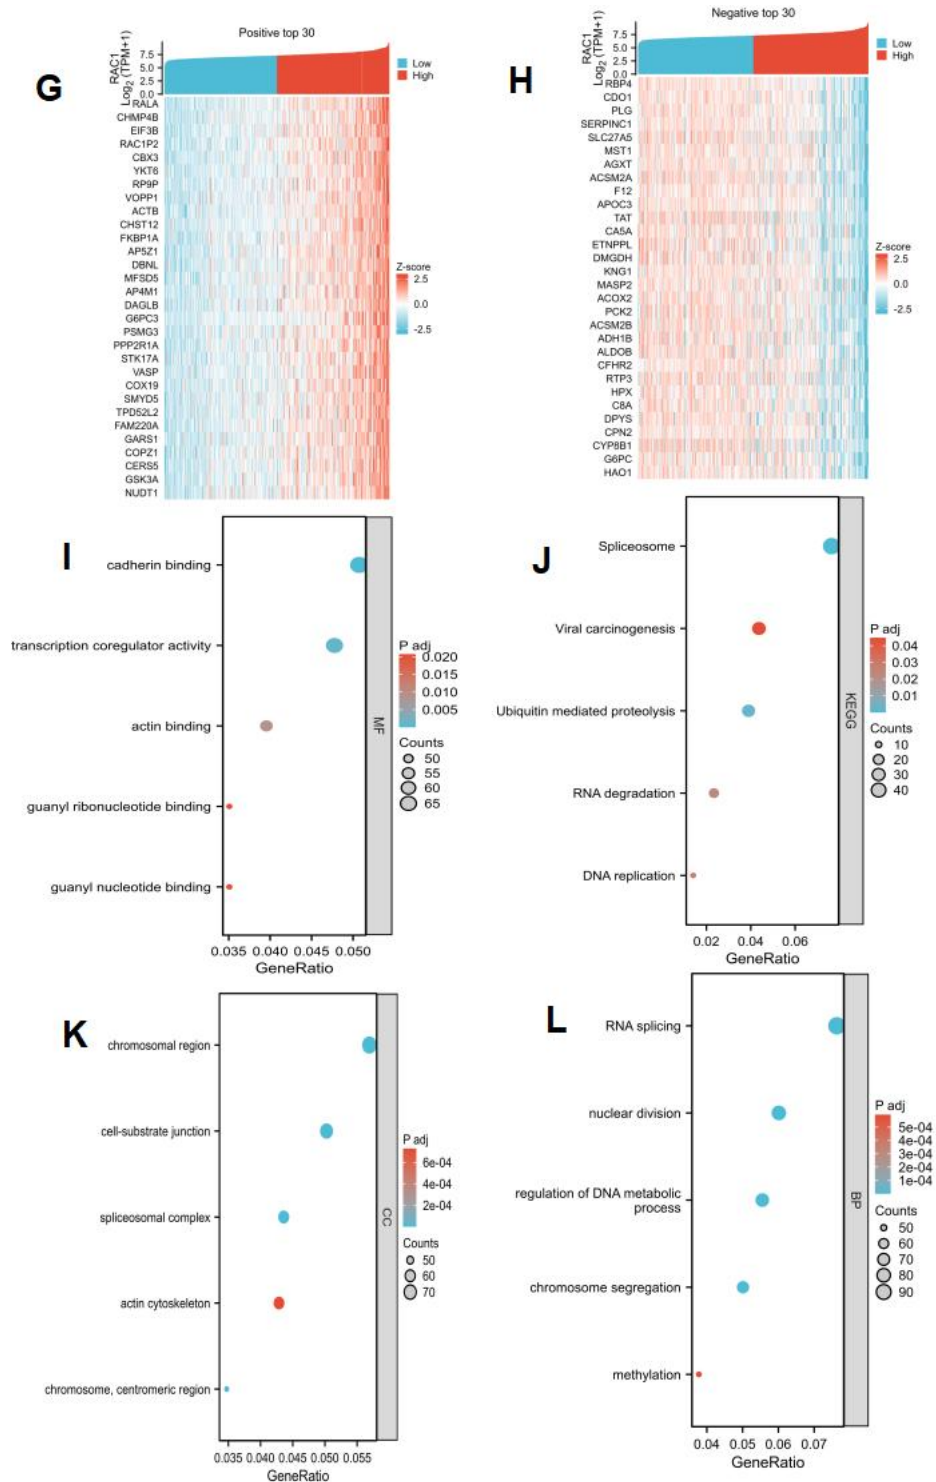 G
Positive top 30
RAC1
Log2 (TPM+1)
7.5
5.0
2.5
0.0
Low
High
RALA
CHMP4B
EIF3B
RAC1P2
CBX3
YKT6
RP9P
VOPP1
ACTB
CHST12
FKBP1A
AP5Z1
DBNL
MFSD5
AP4M1
DAGLB
G6PC3
PSMG3
PPP2R1A
STK17A
VASP
COX19
SMYD5
TPD52L2
FAM220A
GARS1
COPZ1
CERS5
GSK3A
NUDT1
Z-score
2.5
0.0
-2.5
H
Negative top 30
RAC1
Log2 (TPM+1)
7.5
5.0
2.5
0.0
Low
High
RBP4
CDO1
PLG
SERPINC1
SLC27A5
MST1
AGXT
ACSM2A
F12
APOC3
TAT
CA5A
ETNPPL
DMGDH
KNG1
MASP2
ACOX2
PCK2
ACSM2B
ADH1B
ALDOB
CFHR2
RTP3
HPX
C8A
DPYS
CPN2
CYP8B1
G6PC
HAO1
Z-score
2.5
0.0
-2.5
I
cadherin binding
transcription coregulator activity
actin binding
guanyl ribonucleotide binding
guanyl nucleotide binding
0.035 0.040 0.045 0.050
GeneRatio
MF
P adj
0.020
0.015
0.010
0.005
Counts
50
55
60
65
J
Spliceosome
Viral carcinogenesis
Ubiquitin mediated proteolysis
RNA degradation
DNA replication
0.02 0.04 0.06
GeneRatio
KEGG
P adj
0.04
0.03
0.02
0.01
Counts
10
20
30
40
K
chromosomal region
cell-substrate junction
spliceosomal complex
actin cytoskeleton
chromosome, centromeric region
0.035 0.040 0.045 0.050 0.055
GeneRatio
CC
P adj
6e-04
4e-04
2e-04
Counts
50
60
70
L
RNA splicing
nuclear division
regulation of DNA metabolic
process
chromosome segregation
methylation
0.04 0.05 0.06 0.07
GeneRatio
BP
P adj
5e-04
4e-04
3e-04
2e-04
1e-04
Counts
50
60
70
80
90